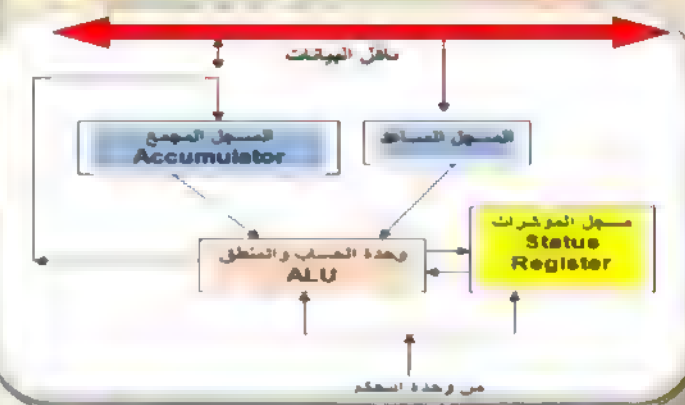 ناقل البيانات
المسجل المجمع
Accumulator
المسجل المساعد
وحدة الحساب والمنطق
ALU
مسجل المؤشرات
Status
Register
من وحدة التحكم